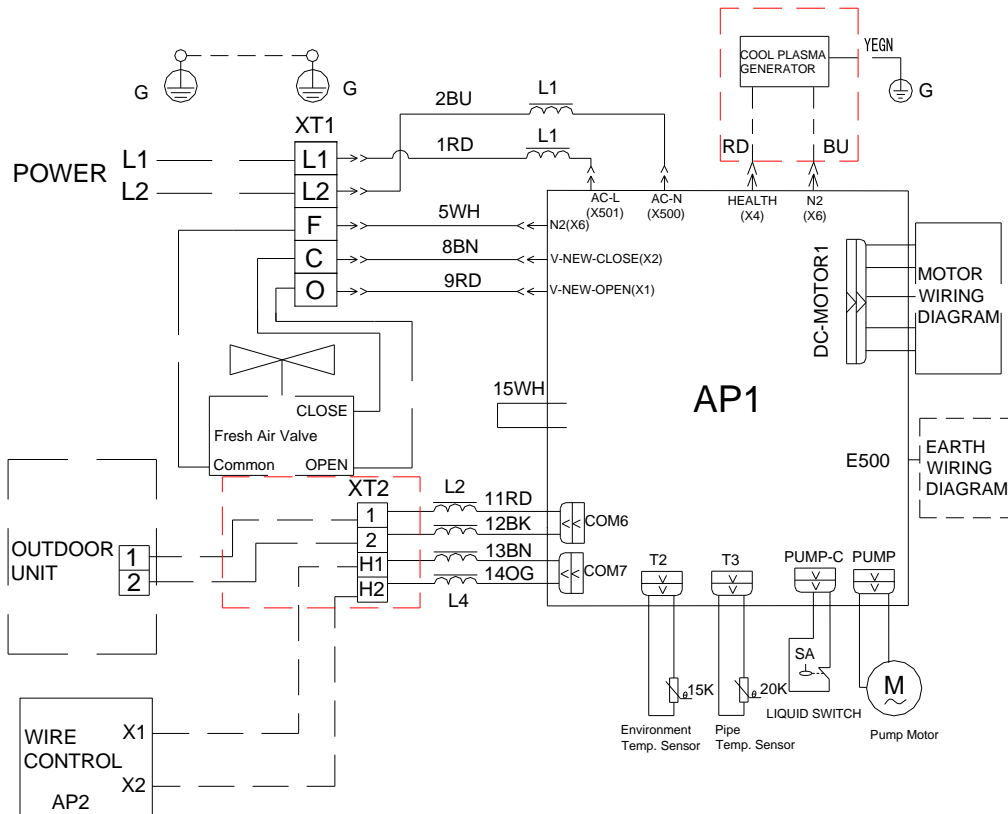 G
G
XT1
POWER
L1
L2
L1
L2
F
C
O
2BU
L1
1RD
L1
5WH
8BN
9RD
COOL PLASMA
GENERATOR
YEGN
G
RD
BU
AC-L
(X501)
AC-N
(X500)
HEALTH
(X4)
N2
(X6)
N2(X6)
V-NEW-CLOSE(X2)
V-NEW-OPEN(X1)
DC-MOTOR1
MOTOR
WIRING
DIAGRAM
AP1
15WH
CLOSE
Fresh Air Valve
Common
OPEN
E500
EARTH
WIRING
DIAGRAM
OUTDOOR
UNIT
1
2
XT2
1
2
H1
H2
L2
11RD
12BK
13BN
14OG
L4
COM6
COM7
T2
T3
PUMP-C
PUMP
θ
15K
θ
20K
SA
LIQUID SWITCH
M
Environment
Temp. Sensor
Pipe
Temp. Sensor
Pump Motor
WIRE
CONTROL
AP2
X1
X2